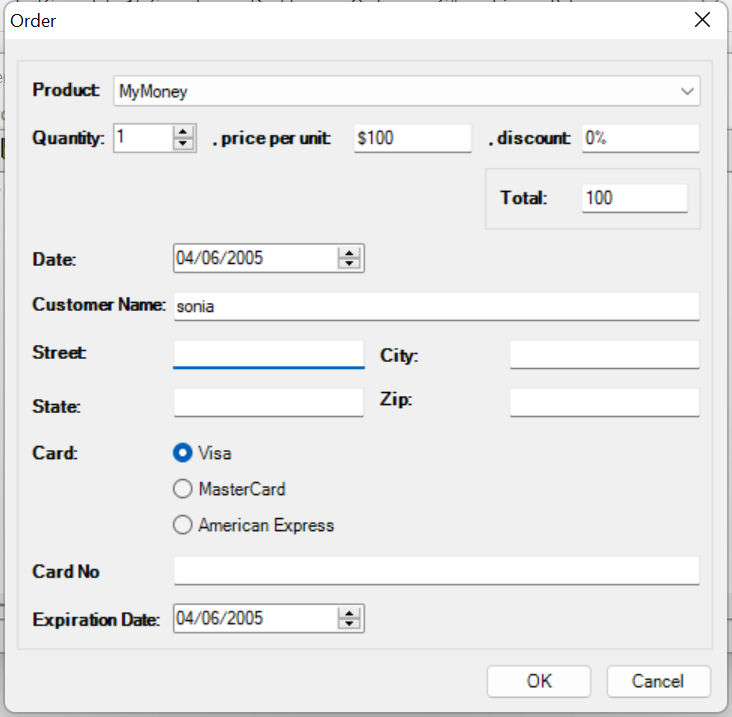 Order
Product: MyMoney
Quantity: 1 , price per unit: $100 , discount: 0%
Total: 100
Date: 04/06/2005
Customer Name: sonia
Street: City:
State: Zip:
Card: Visa
MasterCard
American Express
Card No
Expiration Date: 04/06/2005
OK Cancel